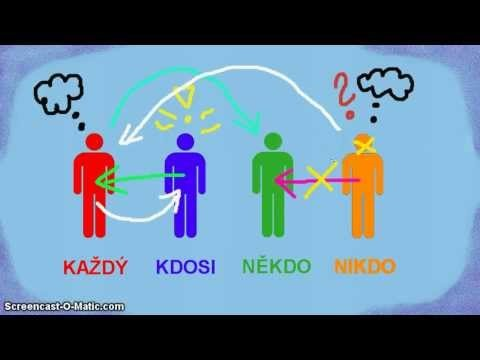 ?
KAŽDÝ KDOSI NĚKDO NIKDO
Screencast-O-Matic.com